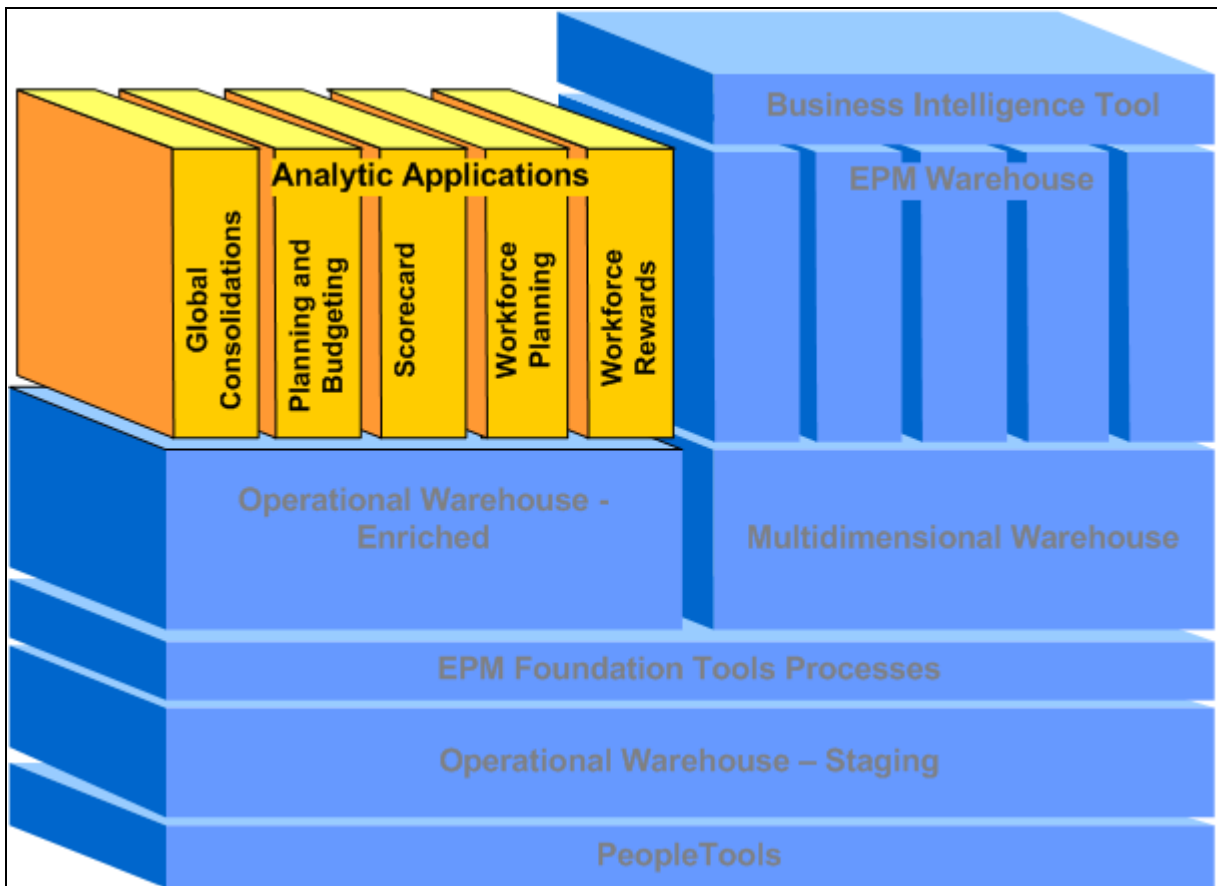 Business Intelligence Tool
EPM Warehouse
Analytic Applications
Global
Consolidations
Planning and
Budgeting
Scorecard
Workforce
Planning
Workforce
Rewards
Operational Warehouse -
Enriched
Multidimensional Warehouse
EPM Foundation Tools Processes
Operational Warehouse – Staging
PeopleTools